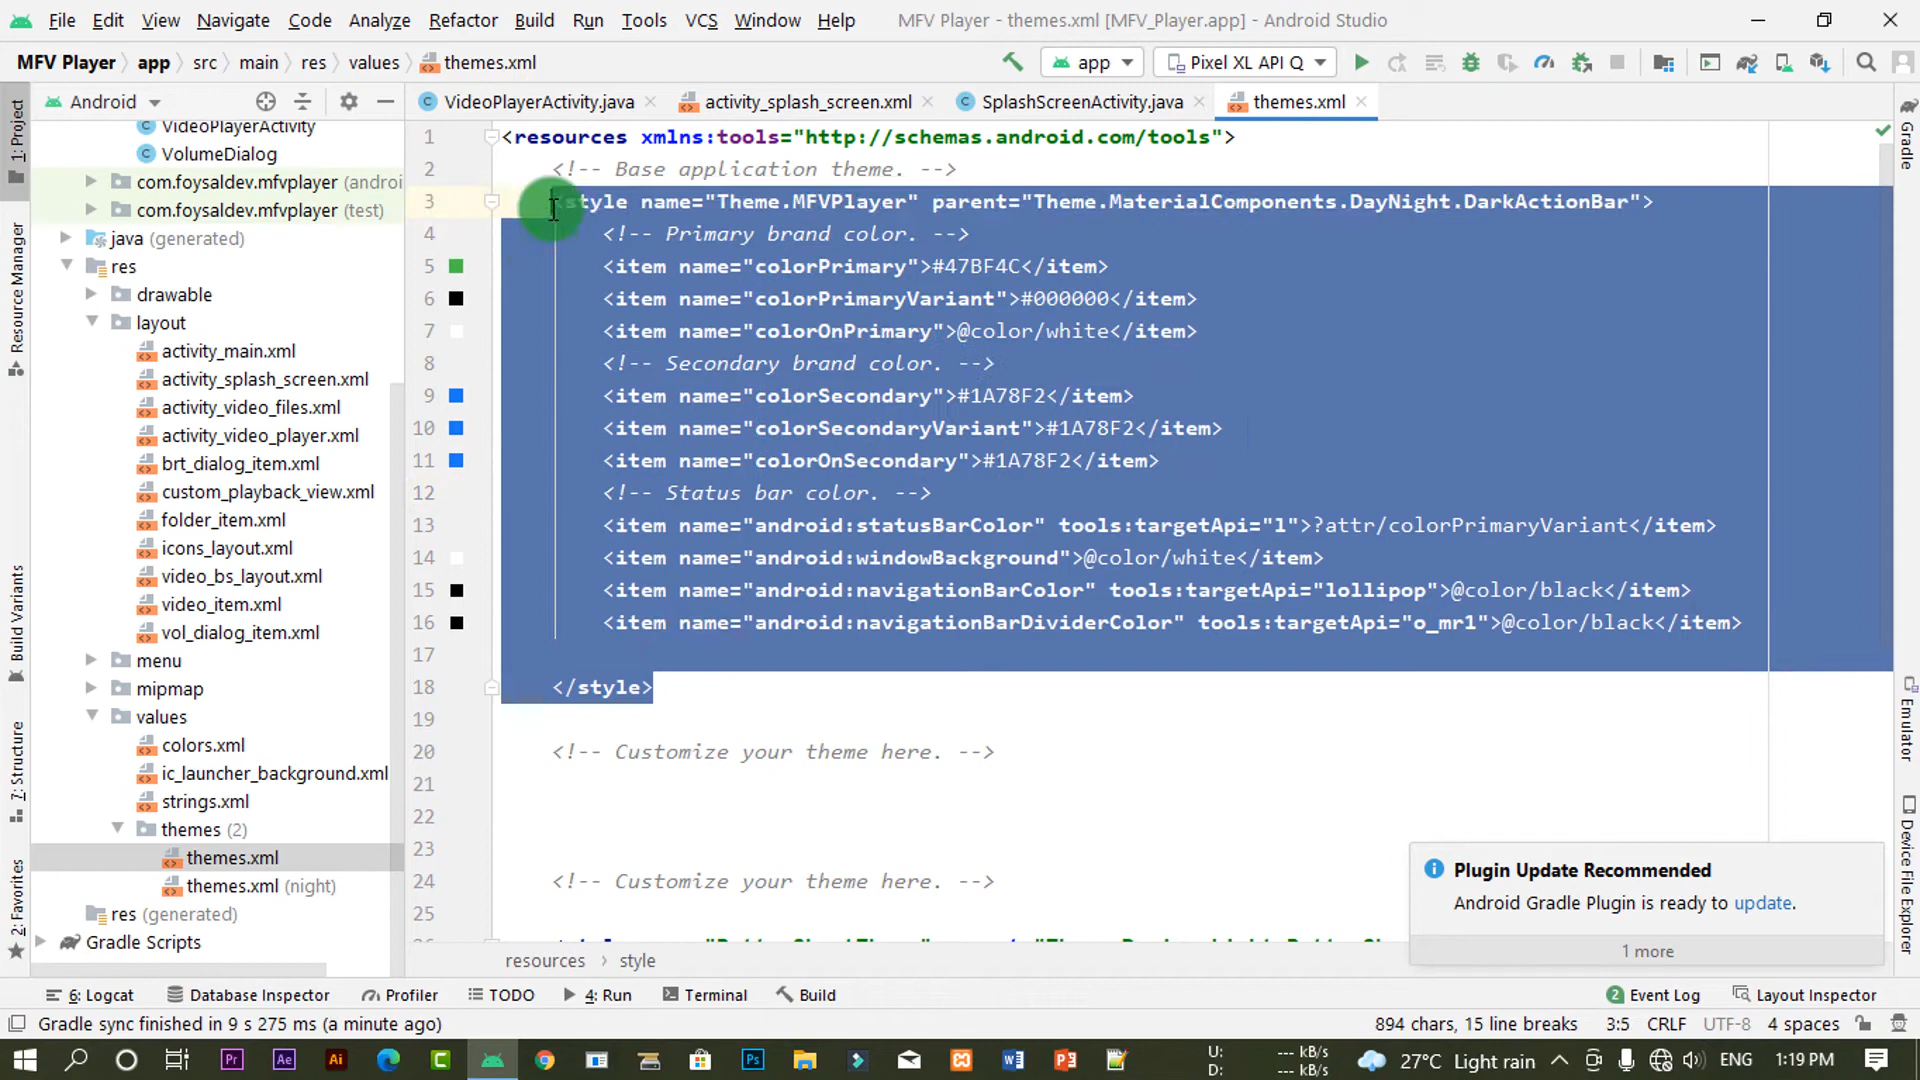 File Edit View Navigate Code Analyze Refactor Build Run Tools VCS Window Help MFV Player - themes.xml [MFV_Player.app] - Android Studio
MFV Player app src main res values themes.xml app Pixel XL API Q
Android VideoPlayerActivity.java activity_splash_screen.xml SplashScreenActivity.java themes.xml
1: Project
Resource Manager
Build Variants
7: Structure
2: Favorites
VideoPlayerActivity
VolumeDialog
com.foysaldev.mfvplayer (androi
com.foysaldev.mfvplayer (test)
java (generated)
res
drawable
layout
activity_main.xml
activity_splash_screen.xml
activity_video_files.xml
activity_video_player.xml
brt_dialog_item.xml
custom_playback_view.xml
folder_item.xml
icons_layout.xml
video_bs_layout.xml
video_item.xml
vol_dialog_item.xml
menu
mipmap
values
colors.xml
ic_launcher_background.xml
strings.xml
themes (2)
themes.xml
themes.xml (night)
res (generated)
Gradle Scripts
1 <resources xmlns:tools="http://schemas.android.com/tools">
2 <!-- Base application theme. -->
3 <style name="Theme.MFVPlayer" parent="Theme.MaterialComponents.DayNight.DarkActionBar">
4 <!-- Primary brand color. -->
5 <item name="colorPrimary">#47BF4C</item>
6 <item name="colorPrimaryVariant">#000000</item>
7 <item name="colorOnPrimary">@color/white</item>
8 <!-- Secondary brand color. -->
9 <item name="colorSecondary">#1A78F2</item>
10 <item name="colorSecondaryVariant">#1A78F2</item>
11 <item name="colorOnSecondary">#1A78F2</item>
12 <!-- Status bar color. -->
13 <item name="android:statusBarColor" tools:targetApi="l">?attr/colorPrimaryVariant</item>
14 <item name="android:windowBackground">@color/white</item>
15 <item name="android:navigationBarColor" tools:targetApi="lollipop">@color/black</item>
16 <item name="android:navigationBarDividerColor" tools:targetApi="o_mr1">@color/black</item>
17
18 </style>
19
20 <!-- Customize your theme here. -->
21
22
23
24 <!-- Customize your theme here. -->
25
Gradle
Emulator
Device File Explorer
Plugin Update Recommended
Android Gradle Plugin is ready to update.
1 more
resources style
6: Logcat Database Inspector Profiler TODO 4: Run Terminal Build 2 Event Log Layout Inspector
Gradle sync finished in 9 s 275 ms (a minute ago) 894 chars, 15 line breaks 3:5 CRLF UTF-8 4 spaces
Pr Ae Ai C Ps W P U: --- kB/s
D: --- kB/s
27°C Light rain ENG 1:19 PM